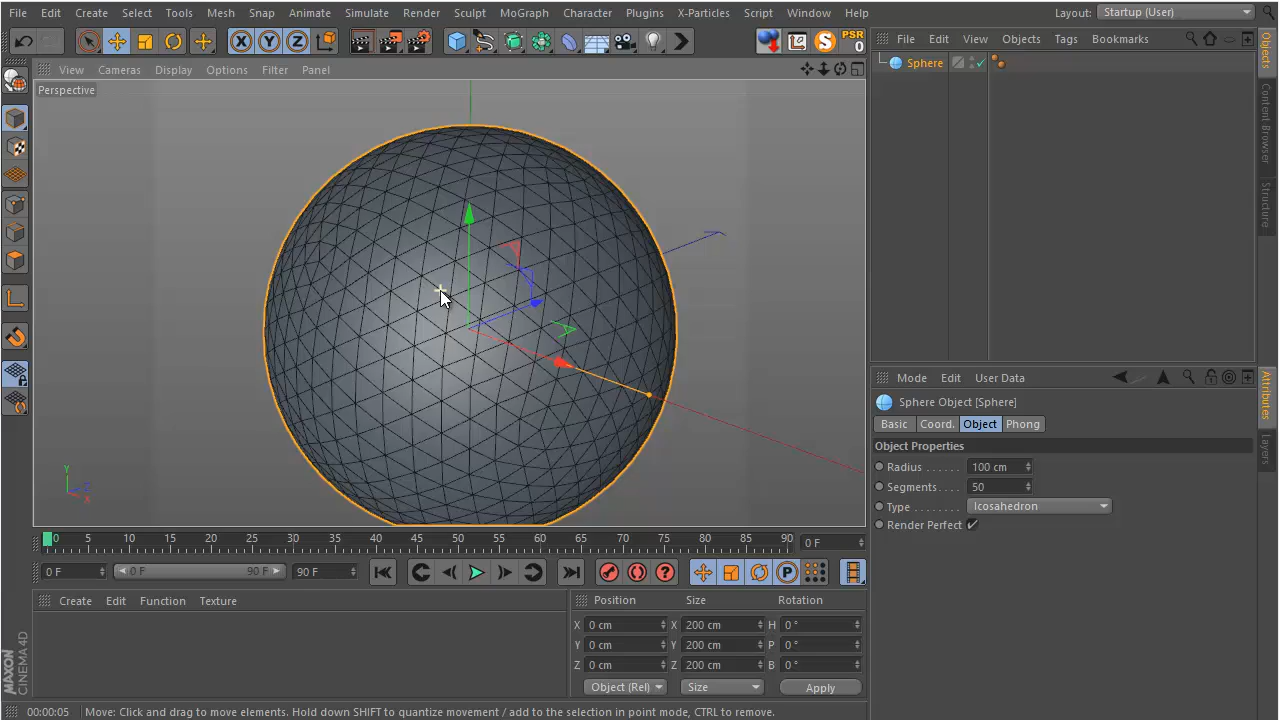 File Edit Create Select Tools Mesh Snap Animate Simulate Render Sculpt MoGraph Character Plugins X-Particles Script Window Help Layout: Startup (User)
X Y Z S PSR 0
View Cameras Display Options Filter Panel
File Edit View Objects Tags Bookmarks
Perspective
Sphere
Objects
Content Browser
Structure
Mode Edit User Data
Sphere Object [Sphere]
Basic Coord. Object Phong
Object Properties
Radius ...... 100 cm
Segments .... 50
Type ........ Icosahedron
Render Perfect
Attributes
Layers
Y
Z
X
0 5 10 15 20 25 30 35 40 45 50 55 60 65 70 75 80 85 90 0 F
0 F 0 F 90 F 90 F
Create Edit Function Texture
Position Size Rotation
X 0 cm X 200 cm H 0 °
Y 0 cm Y 200 cm P 0 °
Z 0 cm Z 200 cm B 0 °
Object (Rel) Size Apply
MAXON
CINEMA 4D
00:00:05 Move: Click and drag to move elements. Hold down SHIFT to quantize movement / add to the selection in point mode, CTRL to remove.